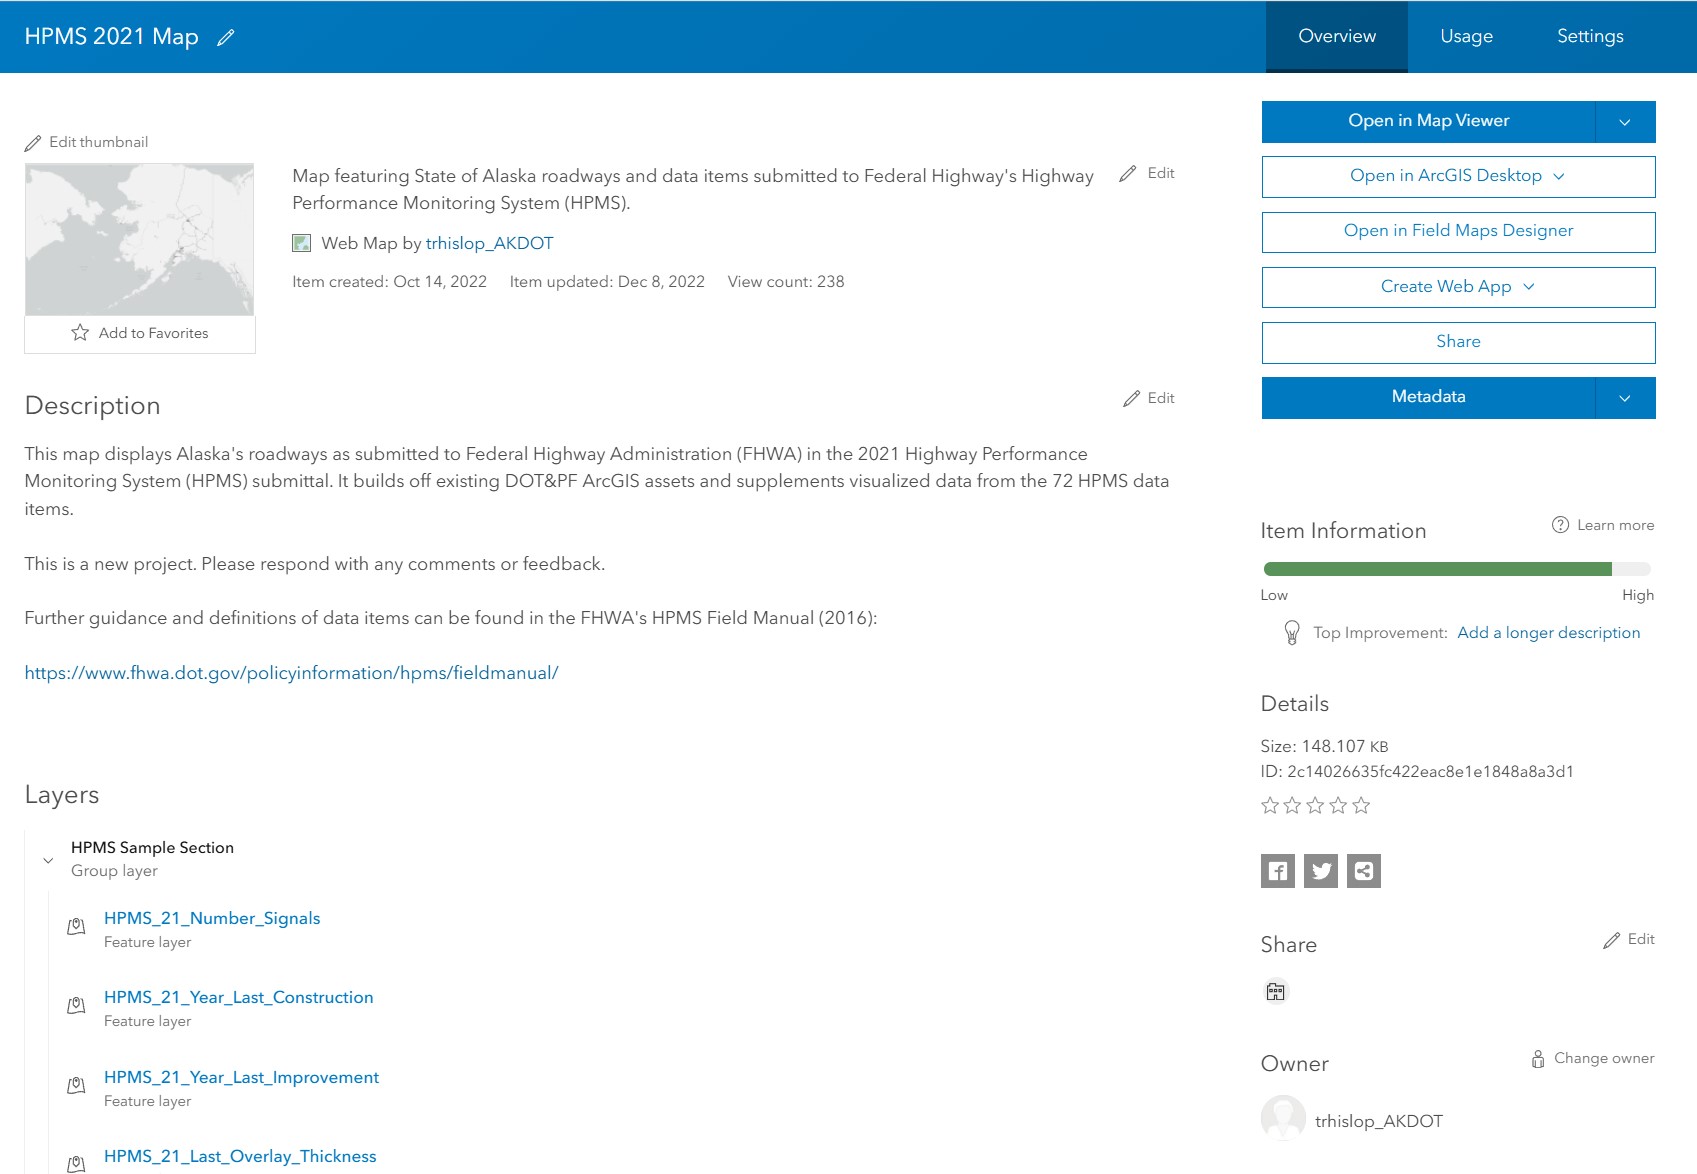 HPMS 2021 Map
Overview
Usage
Settings
Edit thumbnail
Add to Favorites
Map featuring State of Alaska roadways and data items submitted to Federal Highway's Highway
Performance Monitoring System (HPMS).
Edit
Web Map by trhislop_AKDOT
Item created: Oct 14, 2022 Item updated: Dec 8, 2022 View count: 238
Description
Edit
This map displays Alaska's roadways as submitted to Federal Highway Administration (FHWA) in the 2021 Highway Performance
Monitoring System (HPMS) submittal. It builds off existing DOT&PF ArcGIS assets and supplements visualized data from the 72 HPMS data
items.
This is a new project. Please respond with any comments or feedback.
Further guidance and definitions of data items can be found in the FHWA's HPMS Field Manual (2016):
https://www.fhwa.dot.gov/policyinformation/hpms/fieldmanual/
Layers
HPMS Sample Section
Group layer
HPMS_21_Number_Signals
Feature layer
HPMS_21_Year_Last_Construction
Feature layer
HPMS_21_Year_Last_Improvement
Feature layer
HPMS_21_Last_Overlay_Thickness
Open in Map Viewer
Open in ArcGIS Desktop
Open in Field Maps Designer
Create Web App
Share
Metadata
Item Information
Learn more
Low
High
Top Improvement: Add a longer description
Details
Size: 148.107 KB
ID: 2c14026635fc422eac8e1e1848a8a3d1
Share
Edit
Owner
Change owner
trhislop_AKDOT